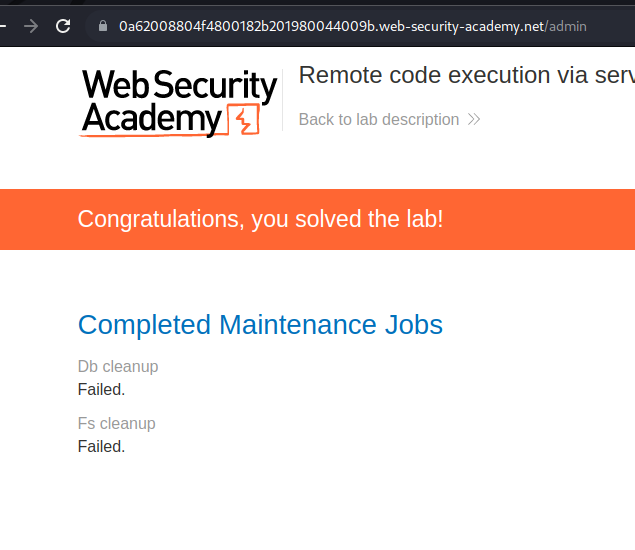 0a62008804f4800182b201980044009b.web-security-academy.net/admin
Web Security
Academy
Remote code execution via serv
Back to lab description
Congratulations, you solved the lab!
Completed Maintenance Jobs
Db cleanup
Failed.
Fs cleanup
Failed.